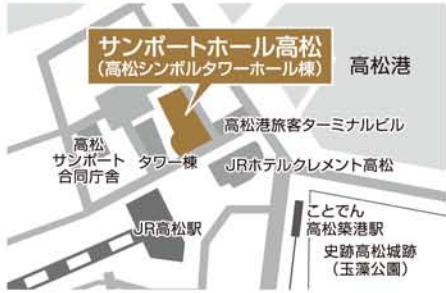 サンポートホール高松
（高松シンボルタワーホール棟）
高松港
高松港旅客ターミナルビル
高松
サンポート
合同庁舎
タワー棟
JRホテルクレメント高松
JR高松駅
ことでん
高松築港駅
史跡高松城跡
（玉藻公園）